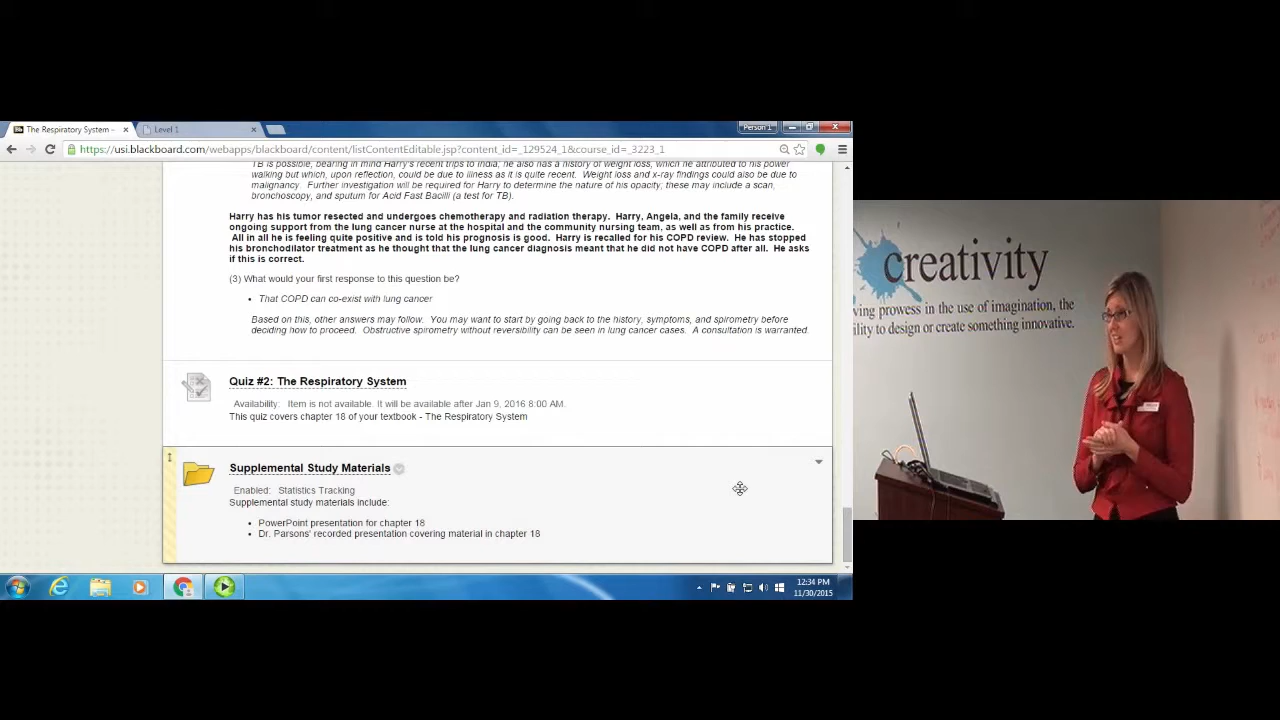 The Respiratory System –
Level 1
Person 1
https://usi.blackboard.com/webapps/blackboard/content/listContentEditable.jsp?content_id=_129524_1&course_id=_3223_1
TB is possible, bearing in mind Harry's recent trips to India; he also has a history of weight loss, which he attributed to his power
walking but which, upon reflection, could be due to illness as it is quite recent. Weight loss and x-ray findings could also be due to
malignancy. Further investigation will be required for Harry to determine the nature of his opacity; these may include a scan,
bronchoscopy, and sputum for Acid Fast Bacilli (a test for TB).
Harry has his tumor resected and undergoes chemotherapy and radiation therapy. Harry, Angela, and the family receive
ongoing support from the lung cancer nurse at the hospital and the community nursing team, as well as from his practice.
All in all he is feeling quite positive and is told his prognosis is good. Harry is recalled for his COPD review. He has stopped
his bronchodilator treatment as he thought that the lung cancer diagnosis meant that he did not have COPD after all. He asks
if this is correct.
(3) What would your first response to this question be?
• That COPD can co-exist with lung cancer
Based on this, other answers may follow. You may want to start by going back to the history, symptoms, and spirometry before
deciding how to proceed. Obstructive spirometry without reversibility can be seen in lung cancer cases. A consultation is warranted.
Quiz #2: The Respiratory System
Availability: Item is not available. It will be available after Jan 9, 2016 8:00 AM.
This quiz covers chapter 18 of your textbook - The Respiratory System
Supplemental Study Materials
Enabled: Statistics Tracking
Supplemental study materials include:
• PowerPoint presentation for chapter 18
• Dr. Parsons' recorded presentation covering material in chapter 18
12:34 PM
11/30/2015
creativity
ving prowess in the use of imagination, the
ility to design or create something innovative.